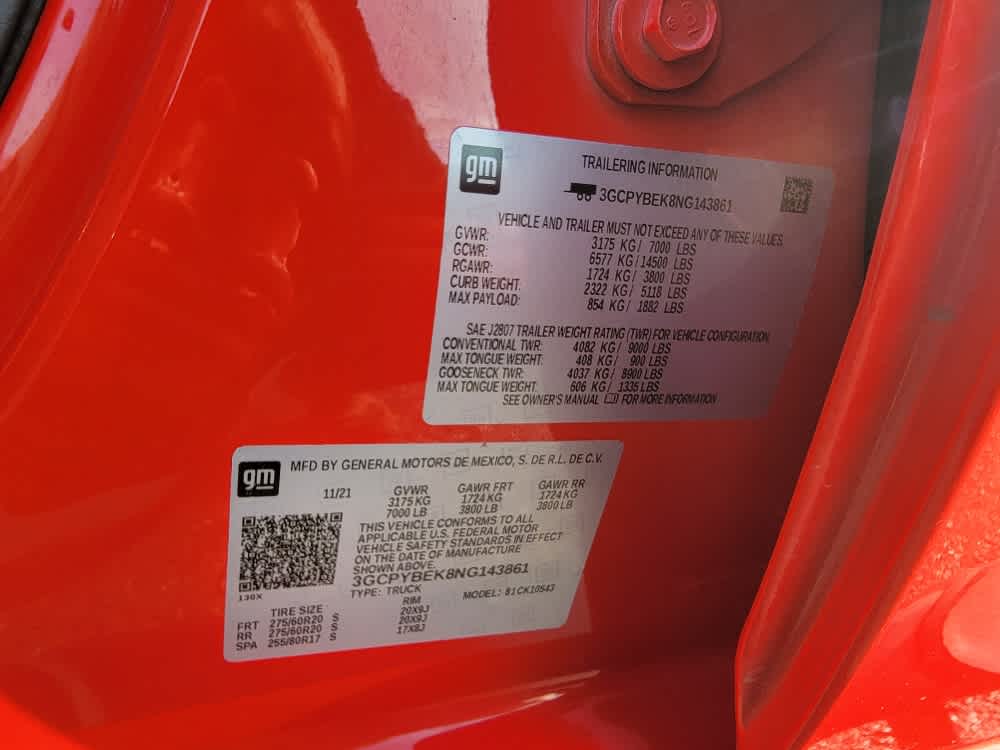 gm
TRAILERING INFORMATION
3GCPYBEK8NG143861
VEHICLE AND TRAILER MUST NOT EXCEED ANY OF THESE VALUES.
GVWR: 3175 KG / 7000 LBS
GCWR: 6577 KG / 14500 LBS
RGAWR: 1724 KG / 3800 LBS
CURB WEIGHT: 2322 KG / 5118 LBS
MAX PAYLOAD: 854 KG / 1882 LBS
SAE J2807 TRAILER WEIGHT RATING (TWR) FOR VEHICLE CONFIGURATION.
CONVENTIONAL TWR: 4082 KG / 9000 LBS
MAX TONGUE WEIGHT: 408 KG / 900 LBS
GOOSENECK TWR: 4037 KG / 8900 LBS
MAX TONGUE WEIGHT: 606 KG / 1335 LBS
SEE OWNER'S MANUAL FOR MORE INFORMATION
gm
MFD BY GENERAL MOTORS DE MEXICO, S. DE R.L. DE C.V.
11/21 GVWR GAWR FRT GAWR RR
3175 KG 1724 KG 1724 KG
7000 LB 3800 LB 3800 LB
THIS VEHICLE CONFORMS TO ALL
APPLICABLE U.S. FEDERAL MOTOR
VEHICLE SAFETY STANDARDS IN EFFECT
ON THE DATE OF MANUFACTURE
SHOWN ABOVE.
3GCPYBEK8NG143861
TYPE: TRUCK MODEL: 81 CK10543
136X
TIRE SIZE RIM
FRT 275/60R20 S 20X9J
RR 275/60R20 S 20X9J
SPA 255/80R17 S 17X8J